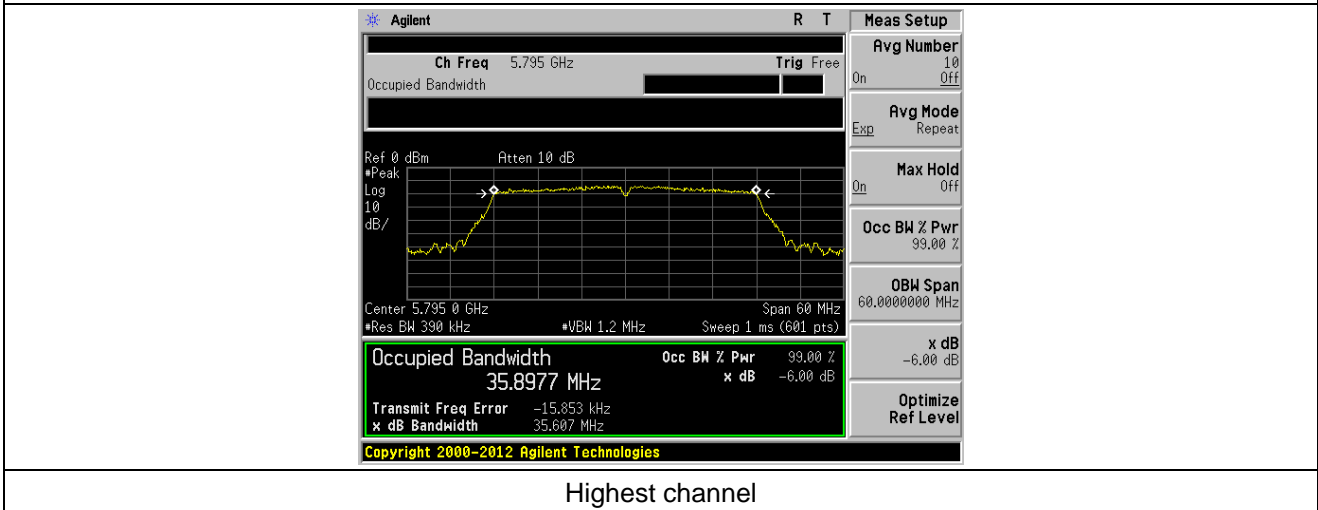 Agilent R T Meas Setup
Ch Freq 5.795 GHz Trig Free
Occupied Bandwidth
Avg Number
10
On Off
Avg Mode
Exp Repeat
Max Hold
On Off
Occ BW % Pwr
99.00 %
OBW Span
60.0000000 MHz
x dB
-6.00 dB
Optimize
Ref Level
Ref 0 dBm Atten 10 dB
#Peak
Log
10
dB/
Center 5.795 0 GHz Span 60 MHz
#Res BW 390 kHz #VBW 1.2 MHz Sweep 1 ms (601 pts)
Occupied Bandwidth Occ BW % Pwr 99.00 %
35.8977 MHz x dB -6.00 dB
Transmit Freq Error -15.853 kHz
x dB Bandwidth 35.607 MHz
Copyright 2000-2012 Agilent Technologies
Highest channel